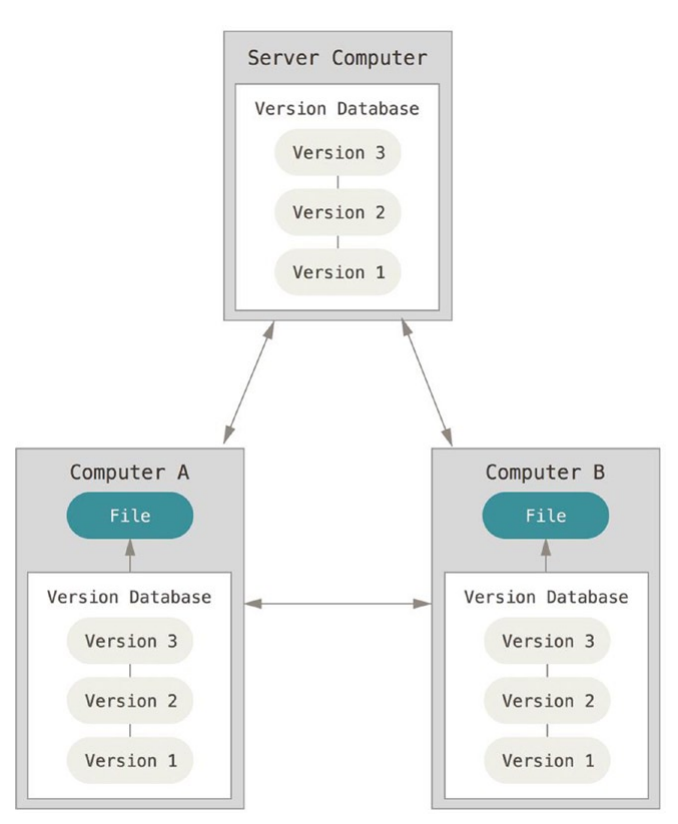 Server Computer
Version Database
Version 3
Version 2
Version 1
Computer A
File
Version Database
Version 3
Version 2
Version 1
Computer B
File
Version Database
Version 3
Version 2
Version 1